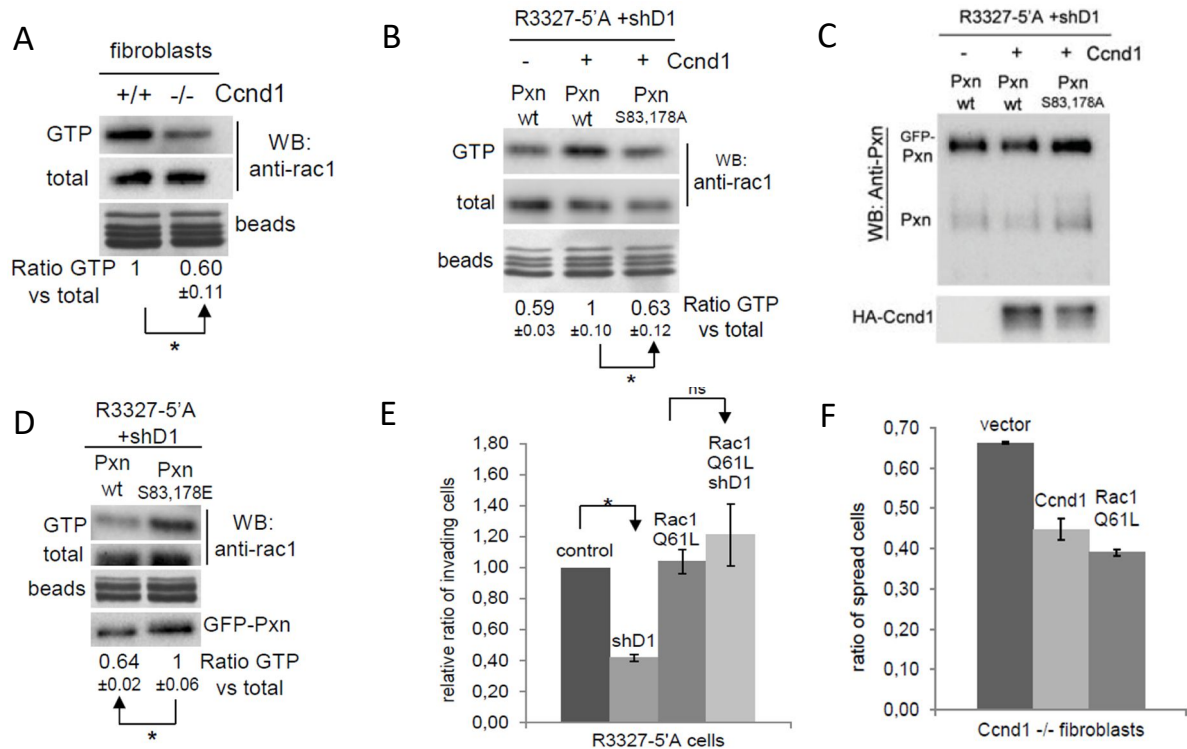 A
fibroblasts
+/+ -/- Ccnd1
GTP
total
WB:
anti-rac1
beads
Ratio GTP 1 0.60
vs total ±0.11
*
B
R3327-5'A +shD1
- + + Ccnd1
Pxn Pxn Pxn
wt wt S83,178A
GTP
total
WB:
anti-rac1
beads
0.59 1 0.63 Ratio GTP
±0.03 ±0.10 ±0.12 vs total
*
C
R3327-5'A +shD1
- + + Ccnd1
Pxn Pxn Pxn
wt wt S83,178A
WB: Anti-Pxn
GFP-
Pxn
Pxn
HA-Ccnd1
D
R3327-5'A
+shD1
Pxn Pxn
wt S83,178E
GTP
total
WB:
anti-rac1
beads
GFP-Pxn
0.64 1 Ratio GTP
±0.02 ±0.06 vs total
*
E
relative ratio of invading cells
1,80
1,60
1,40
1,20
1,00
0,80
0,60
0,40
0,20
0,00
ns
*
control
shD1
Rac1
Q61L
Rac1
Q61L
shD1
R3327-5'A cells
F
ratio of spread cells
0,70
0,60
0,50
0,40
0,30
0,20
0,10
0,00
vector
Ccnd1
Rac1
Q61L
Ccnd1 -/- fibroblasts